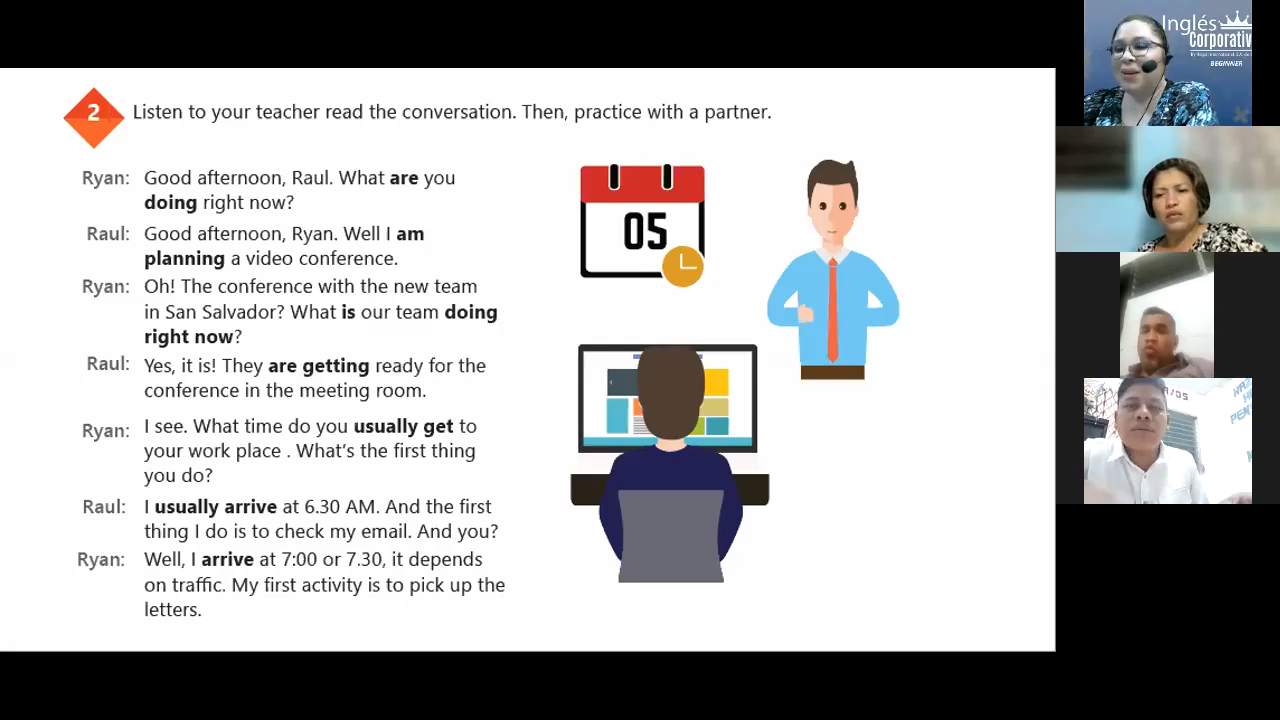 2 Listen to your teacher read the conversation. Then, practice with a partner.
Ryan: Good afternoon, Raul. What are you
doing right now?
Raul: Good afternoon, Ryan. Well I am
planning a video conference.
Ryan: Oh! The conference with the new team
in San Salvador? What is our team doing
right now?
Raul: Yes, it is! They are getting ready for the
conference in the meeting room.
Ryan: I see. What time do you usually get to
your work place . What's the first thing
you do?
Raul: I usually arrive at 6.30 AM. And the first
thing I do is to check my email. And you?
Ryan: Well, I arrive at 7:00 or 7.30, it depends
on traffic. My first activity is to pick up the
letters.
05
Inglés
Corporativ
BEGINNER